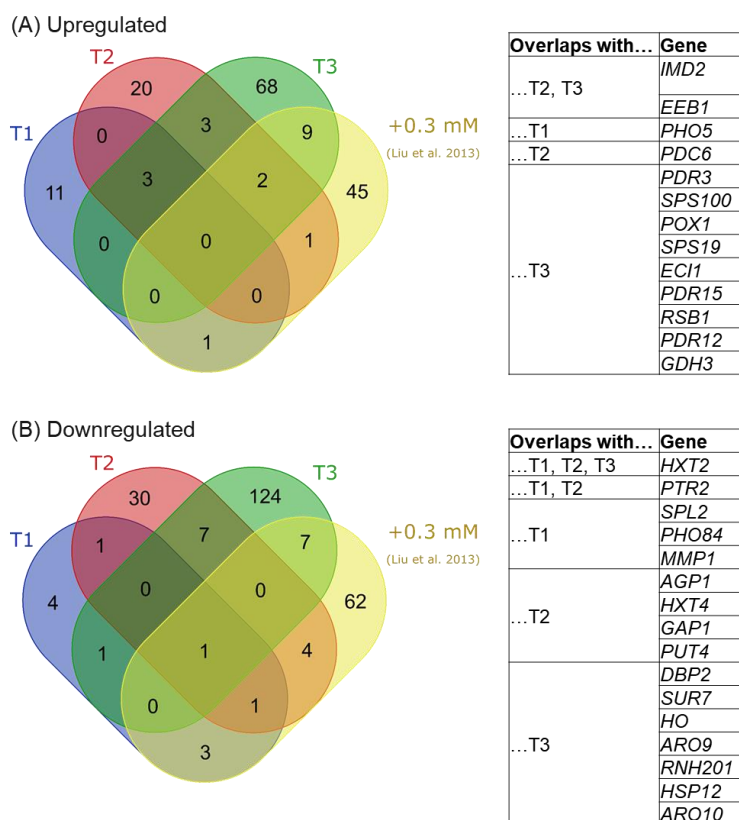 (A) Upregulated
T2
T3
T1
20
68
0
3
9
+0.3 mM
(Liu et al. 2013)
11
3
2
45
0
0
1
0
0
1
Overlaps with… Gene
…T2, T3 IMD2
EEB1
…T1 PHO5
…T2 PDC6
…T3 PDR3
SPS100
POX1
SPS19
ECI1
PDR15
RSB1
PDR12
GDH3
(B) Downregulated
T2
T3
T1
30
124
1
7
7
+0.3 mM
(Liu et al. 2013)
4
0
0
62
1
1
4
0
1
3
Overlaps with… Gene
…T1, T2, T3 HXT2
…T1, T2 PTR2
…T1 SPL2
PHO84
MMP1
…T2 AGP1
HXT4
GAP1
PUT4
…T3 DBP2
SUR7
HO
ARO9
RNH201
HSP12
ARO10